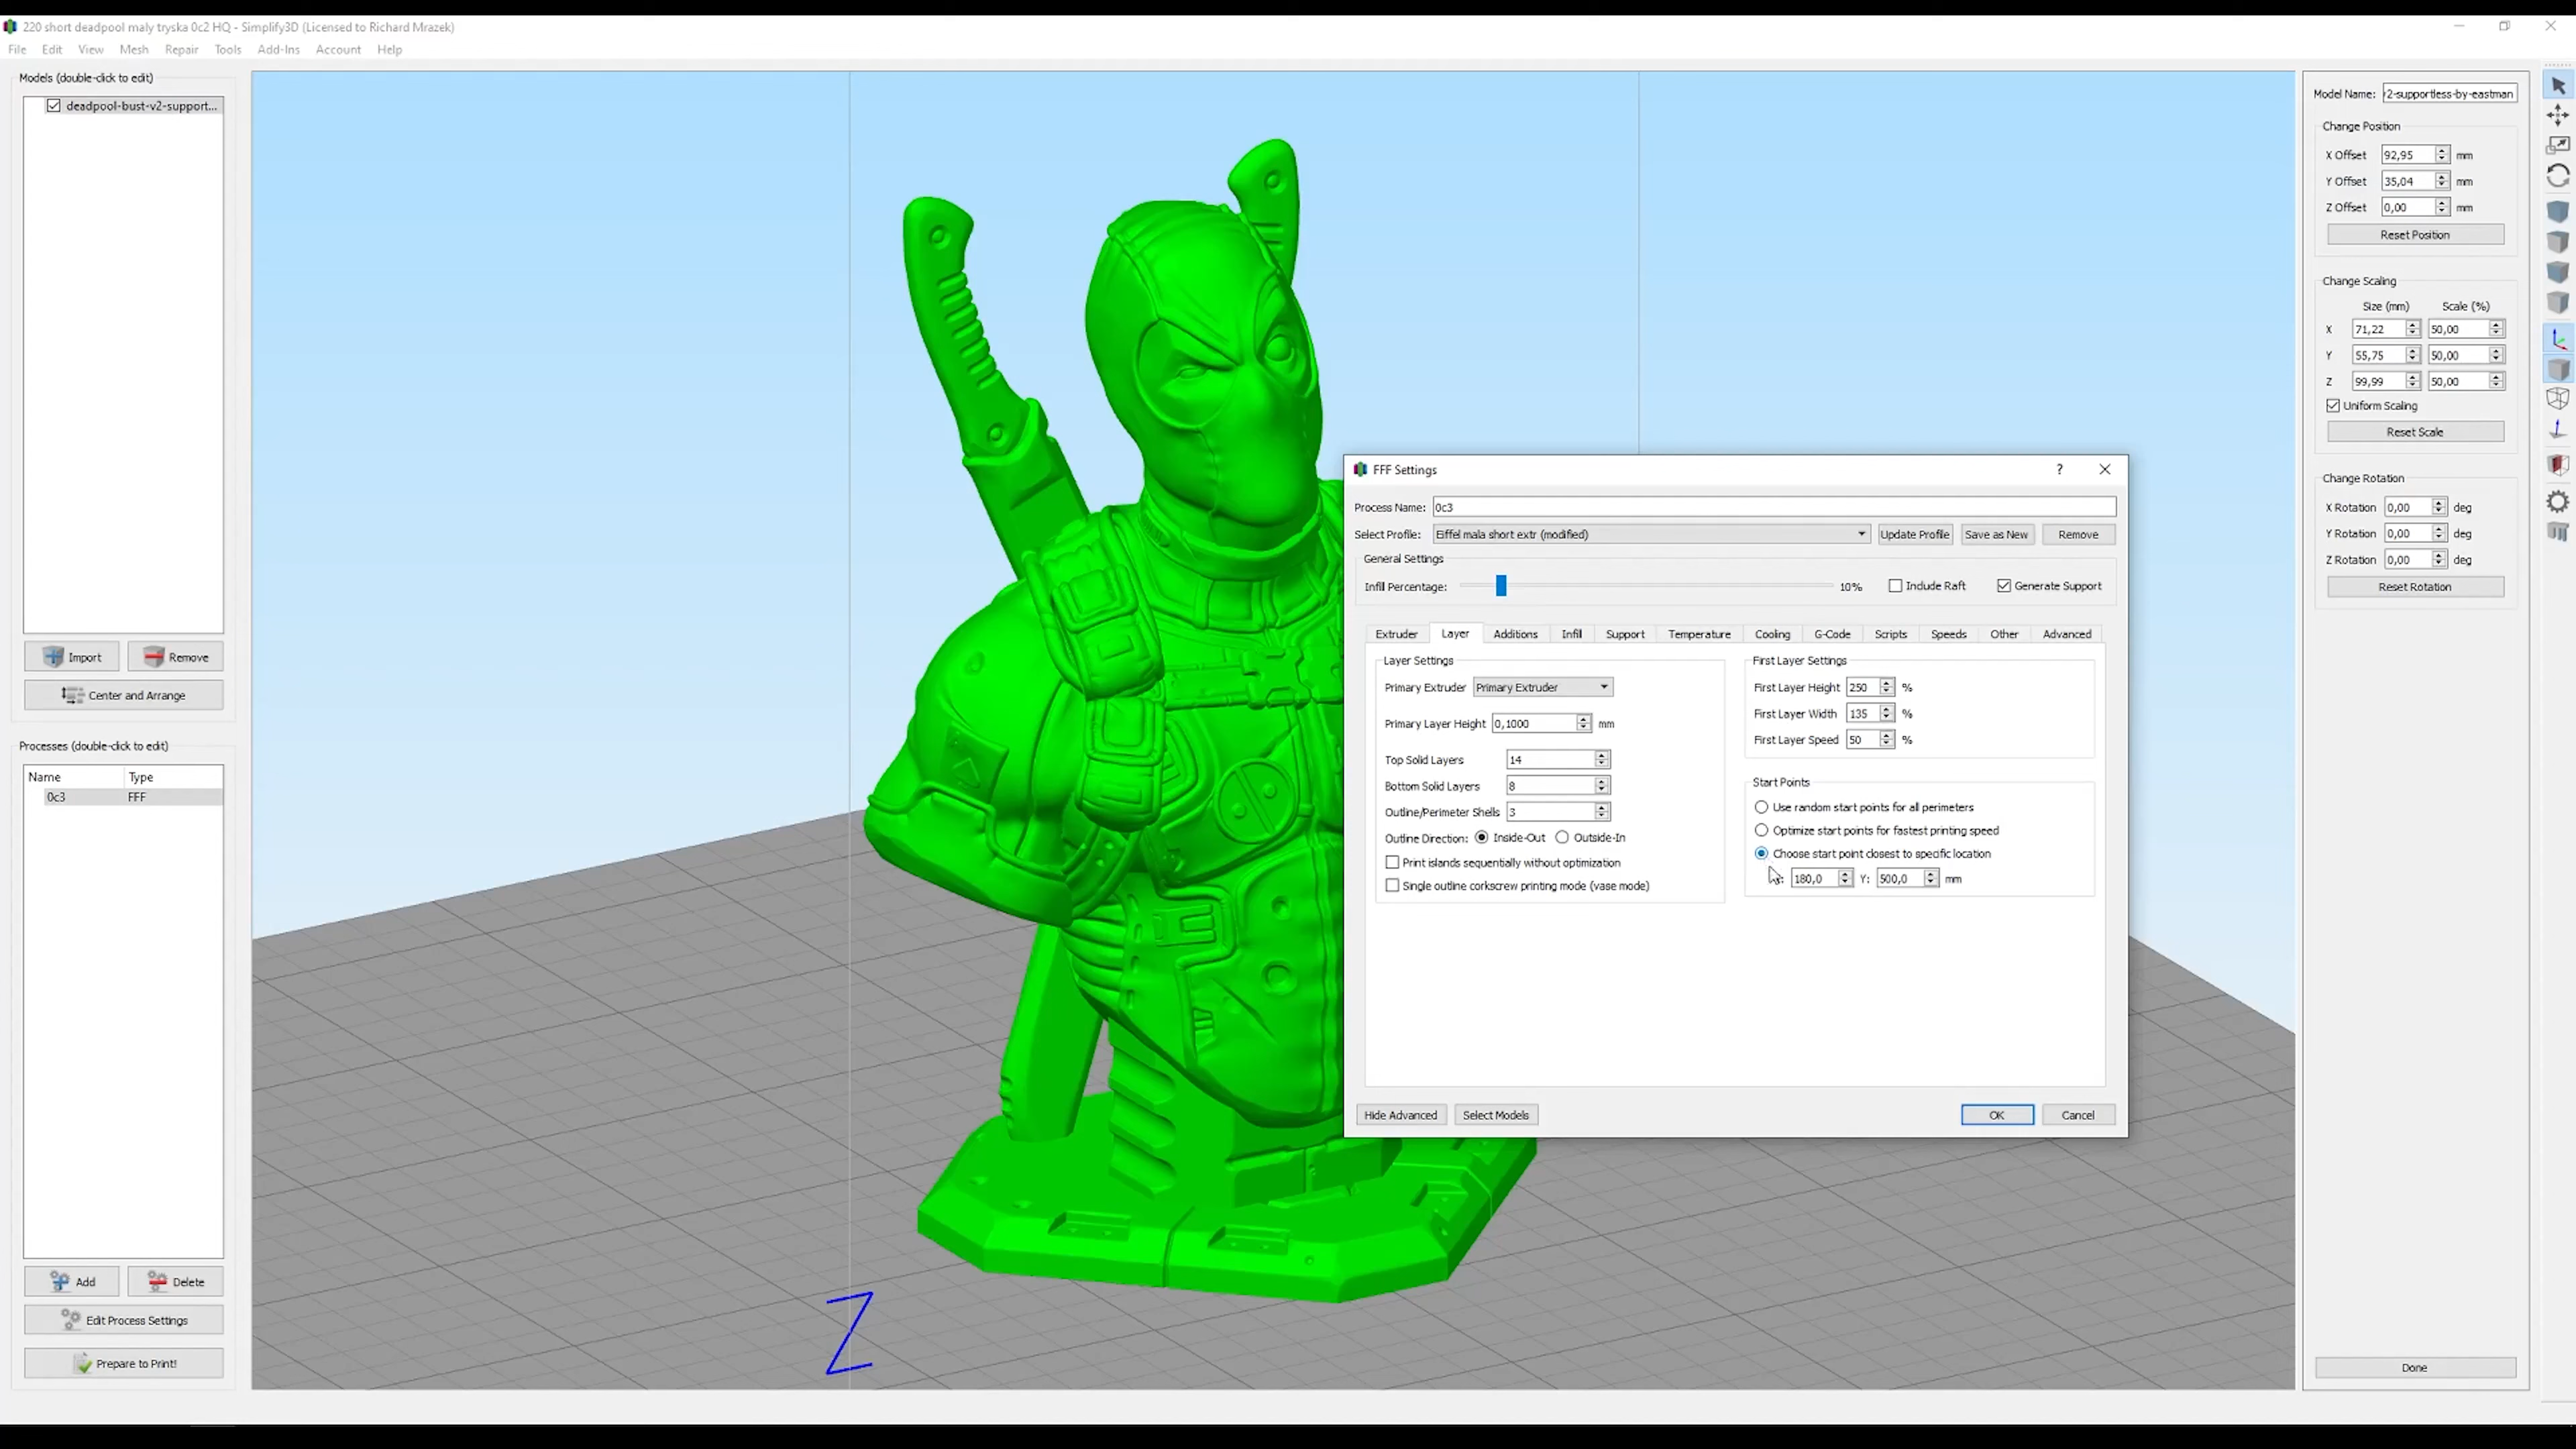 220 short deadpool maly tryska 0c2 HQ - Simplify3D (Licensed to Richard Mrazek)
File Edit View Mesh Repair Tools Add-Ins Account Help
Models (double-click to edit)
deadpool-bust-v2-support...
Import Remove
Center and Arrange
Processes (double-click to edit)
Name Type
0c3 FFF
Add Delete
Edit Process Settings
Prepare to Print!
Z
FFF Settings ?
Process Name: 0c3
Select Profile: Eiffel mala short extr (modified) Update Profile Save as New Remove
General Settings
Infill Percentage: 10% Include Raft Generate Support
Extruder Layer Additions Infill Support Temperature Cooling G-Code Scripts Speeds Other Advanced
Layer Settings
Primary Extruder Primary Extruder
Primary Layer Height 0,1000 mm
Top Solid Layers 14
Bottom Solid Layers 8
Outline/Perimeter Shells 3
Outline Direction: Inside-Out Outside-In
Print islands sequentially without optimization
Single outline corkscrew printing mode (vase mode)
First Layer Settings
First Layer Height 250 %
First Layer Width 135 %
First Layer Speed 50 %
Start Points
Use random start points for all perimeters
Optimize start points for fastest printing speed
Choose start point closest to specific location
180,0 Y: 500,0 mm
Hide Advanced Select Models OK Cancel
Model Name: r2-supportless-by-eastman
Change Position
X Offset 92,95 mm
Y Offset 35,04 mm
Z Offset 0,00 mm
Reset Position
Change Scaling
Size (mm) Scale (%)
X 71,22 50,00
Y 55,75 50,00
Z 99,99 50,00
Uniform Scaling
Reset Scale
Change Rotation
X Rotation 0,00 deg
Y Rotation 0,00 deg
Z Rotation 0,00 deg
Reset Rotation
Done